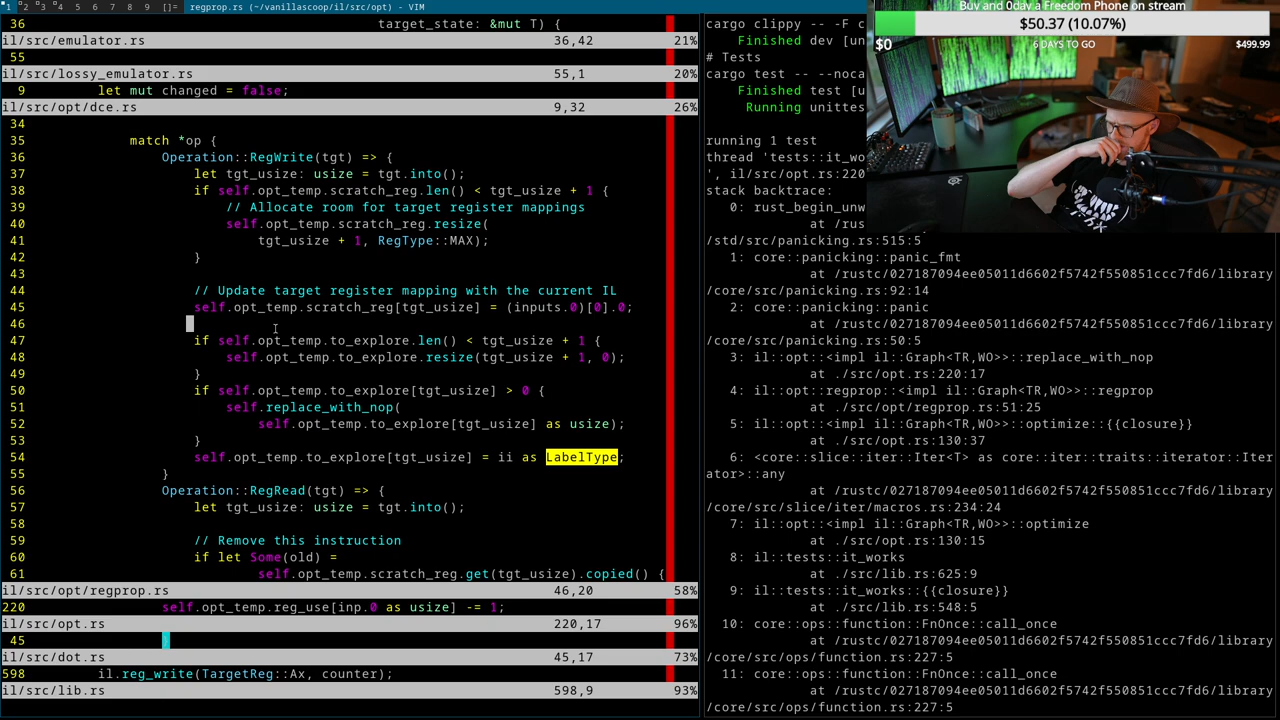 1 2 3 4 5 6 7 8 9 []= regprop.rs (~/vanillascoop/il/src/opt) - VIM
36 target_state: &mut T) {
il/src/emulator.rs 36,42 21%
55
il/src/lossy_emulator.rs 55,1 20%
9 let mut changed = false;
il/src/opt/dce.rs 9,32 26%
34
35 match *op {
36 Operation::RegWrite(tgt) => {
37 let tgt_usize: usize = tgt.into();
38 if self.opt_temp.scratch_reg.len() < tgt_usize + 1 {
39 // Allocate room for target register mappings
40 self.opt_temp.scratch_reg.resize(
41 tgt_usize + 1, RegType::MAX);
42 }
43
44 // Update target register mapping with the current IL
45 self.opt_temp.scratch_reg[tgt_usize] = (inputs.0)[0].0;
46
47 if self.opt_temp.to_explore.len() < tgt_usize + 1 {
48 self.opt_temp.to_explore.resize(tgt_usize + 1, 0);
49 }
50 if self.opt_temp.to_explore[tgt_usize] > 0 {
51 self.replace_with_nop(
52 self.opt_temp.to_explore[tgt_usize] as usize);
53 }
54 self.opt_temp.to_explore[tgt_usize] = ii as LabelType;
55 }
56 Operation::RegRead(tgt) => {
57 let tgt_usize: usize = tgt.into();
58
59 // Remove this instruction
60 if let Some(old) =
61 self.opt_temp.scratch_reg.get(tgt_usize).copied() {
il/src/opt/regprop.rs 46,20 58%
220 self.opt_temp.reg_use[inp.0 as usize] -= 1;
il/src/opt.rs 220,17 96%
45
il/src/dot.rs 45,17 73%
598 il.reg_write(TargetReg::Ax, counter);
il/src/lib.rs 598,9 93%
cargo clippy -- -F c
Finished dev [un
# Tests
cargo test -- --noca
Finished test [u
Running unittes
running 1 test
thread 'tests::it_wo
', il/src/opt.rs:220
stack backtrace:
0: rust_begin_unw
at /rus
/std/src/panicking.rs:515:5
1: core::panicking::panic_fmt
at /rustc/027187094ee05011d6602f5742f550851ccc7fd6/library
/core/src/panicking.rs:92:14
2: core::panicking::panic
at /rustc/027187094ee05011d6602f5742f550851ccc7fd6/library
/core/src/panicking.rs:50:5
3: il::opt::<impl il::Graph<TR,WO>>::replace_with_nop
at ./src/opt.rs:220:17
4: il::opt::regprop::<impl il::Graph<TR,WO>>::regprop
at ./src/opt/regprop.rs:51:25
5: il::opt::<impl il::Graph<TR,WO>>::optimize::{{closure}}
at ./src/opt.rs:130:37
6: <core::slice::iter::Iter<T> as core::iter::traits::iterator::Iter
ator>::any
at /rustc/027187094ee05011d6602f5742f550851ccc7fd6/library
/core/src/slice/iter/macros.rs:234:24
7: il::opt::<impl il::Graph<TR,WO>>::optimize
at ./src/opt.rs:130:15
8: il::tests::it_works
at ./src/lib.rs:625:9
9: il::tests::it_works::{{closure}}
at ./src/lib.rs:548:5
10: core::ops::function::FnOnce::call_once
at /rustc/027187094ee05011d6602f5742f550851ccc7fd6/library
/core/src/ops/function.rs:227:5
11: core::ops::function::FnOnce::call_once
at /rustc/027187094ee05011d6602f5742f550851ccc7fd6/library
/core/src/ops/function.rs:227:5
Buy and 0day a Freedom Phone on stream
$50.37 (10.07%)
$0 6 DAYS TO GO $499.99